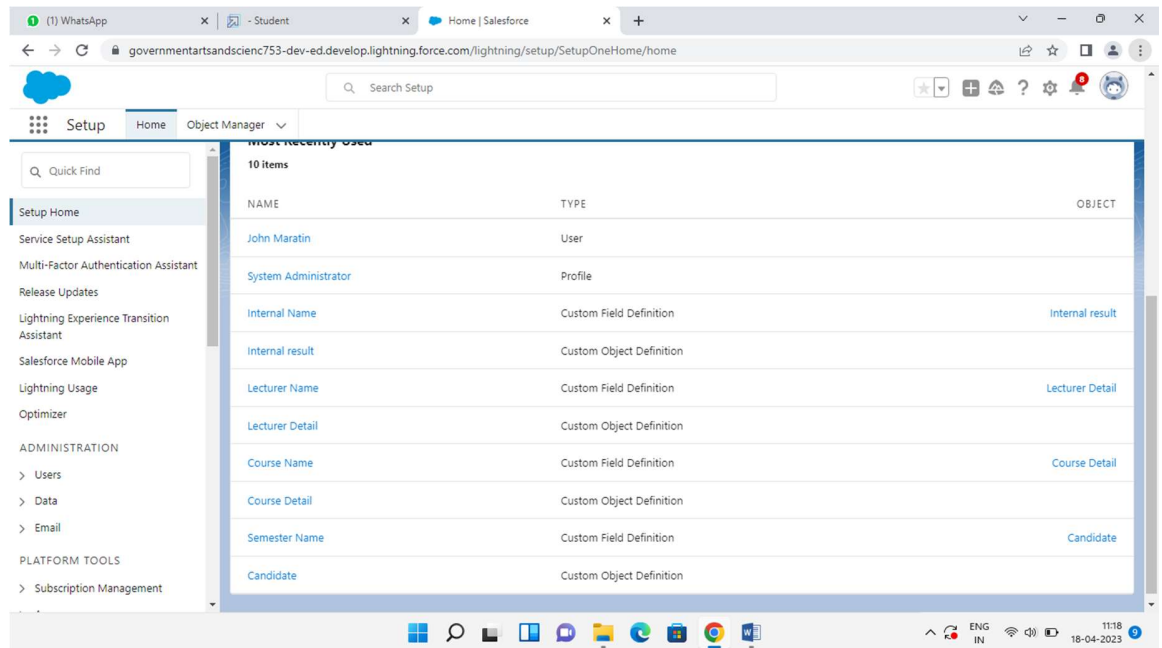 (1) WhatsApp
- Student
Home | Salesforce
governmentartsandscienc753-dev-ed.develop.lightning.force.com/lightning/setup/SetupOneHome/home
Search Setup
8
Setup
Home
Object Manager
Quick Find
Setup Home
Service Setup Assistant
Multi-Factor Authentication Assistant
Release Updates
Lightning Experience Transition
Assistant
Salesforce Mobile App
Lightning Usage
Optimizer
ADMINISTRATION
Users
Data
Email
PLATFORM TOOLS
Subscription Management
Most Recently Used
10 items
NAME TYPE OBJECT
John Maratin User
System Administrator Profile
Internal Name Custom Field Definition Internal result
Internal result Custom Object Definition
Lecturer Name Custom Field Definition Lecturer Detail
Lecturer Detail Custom Object Definition
Course Name Custom Field Definition Course Detail
Course Detail Custom Object Definition
Semester Name Custom Field Definition Candidate
Candidate Custom Object Definition
ENG
IN
11:18
18-04-2023
9